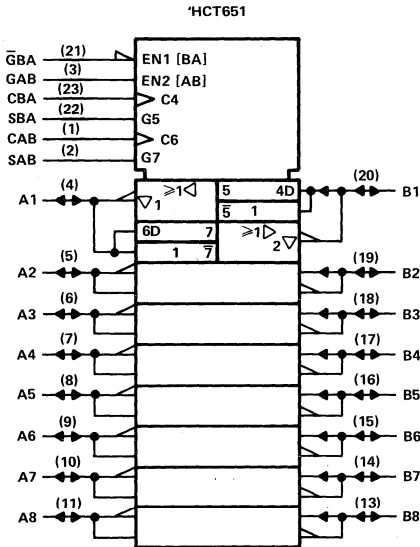 'HCT651
G̅BA (21) EN1 [BA]
GAB (3) EN2 [AB]
CBA (23) C4
SBA (22) G5
CAB (1) C6
SAB (2) G7
A1 (4) ≥1 1 5 4D (20) B1
5̅ 1
6D 7 ≥1 2
1 7̅
A2 (5) (19) B2
A3 (6) (18) B3
A4 (7) (17) B4
A5 (8) (16) B5
A6 (9) (15) B6
A7 (10) (14) B7
A8 (11) (13) B8